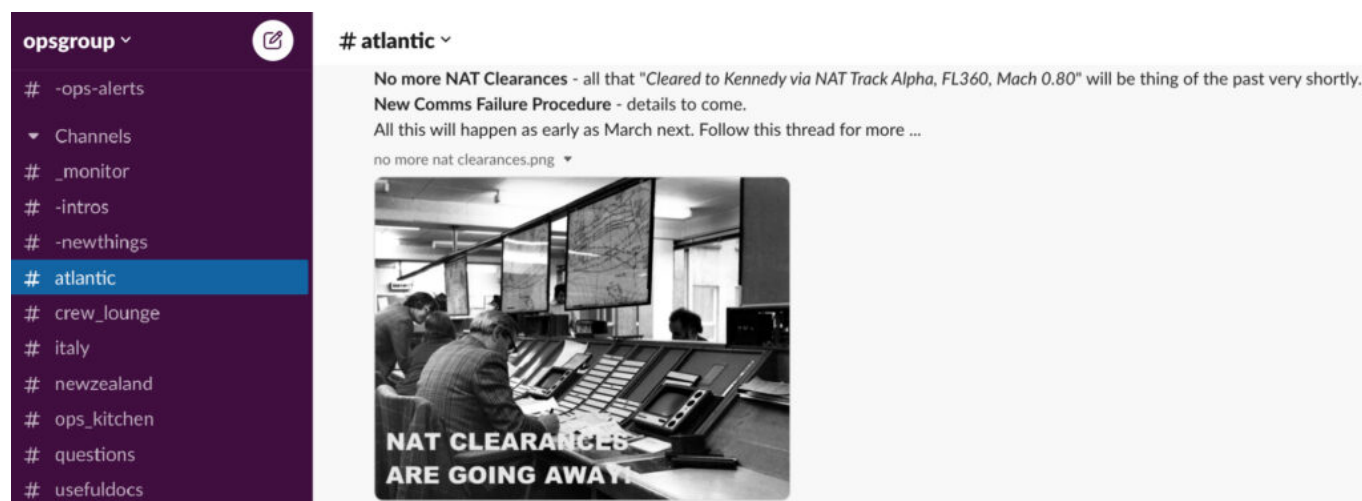 opsgroup
# -ops-alerts
Channels
# _monitor
# -intros
# -newthings
# atlantic
# crew_lounge
# italy
# newzealand
# ops_kitchen
# questions
# usefuldocs
# atlantic
No more NAT Clearances - all that "Cleared to Kennedy via NAT Track Alpha, FL360, Mach 0.80" will be thing of the past very shortly.
New Comms Failure Procedure - details to come.
All this will happen as early as March next. Follow this thread for more ...
no more nat clearances.png
NAT CLEARANCES
ARE GOING AWAY!